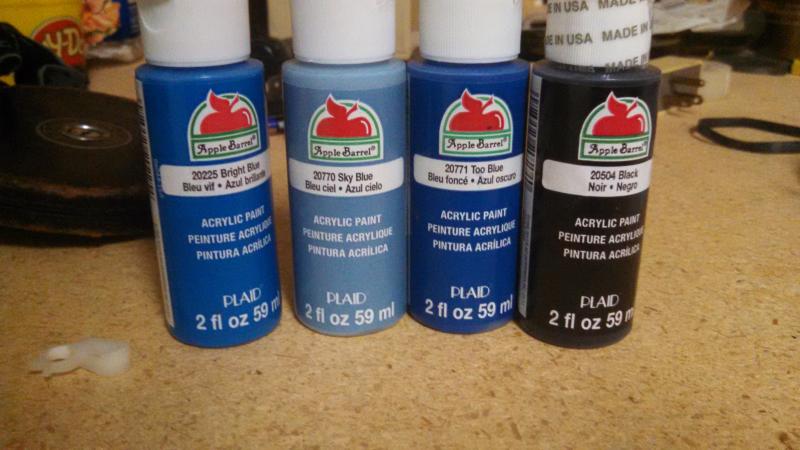 Apple Barrel®
20225 Bright Blue
Bleu vif • Azul brillante
ACRYLIC PAINT
PEINTURE ACRYLIQUE
PINTURA ACRÍLICA
PLAID
2 fl oz 59 ml
Apple Barrel®
20770 Sky Blue
Bleu ciel • Azul cielo
ACRYLIC PAINT
PEINTURE ACRYLIQUE
PINTURA ACRÍLICA
PLAID
2 fl oz 59 ml
Apple Barrel®
20771 Too Blue
Bleu foncé • Azul oscuro
ACRYLIC PAINT
PEINTURE ACRYLIQUE
PINTURA ACRÍLICA
PLAID
2 fl oz 59 ml
MADE
IN USA MADE IN
MADE
Apple Barrel®
20504 Black
Noir • Negro
ACRYLIC PAINT
PEINTURE ACRYLIQUE
PINTURA ACRÍLICA
PLAID
2 fl oz 59 ml